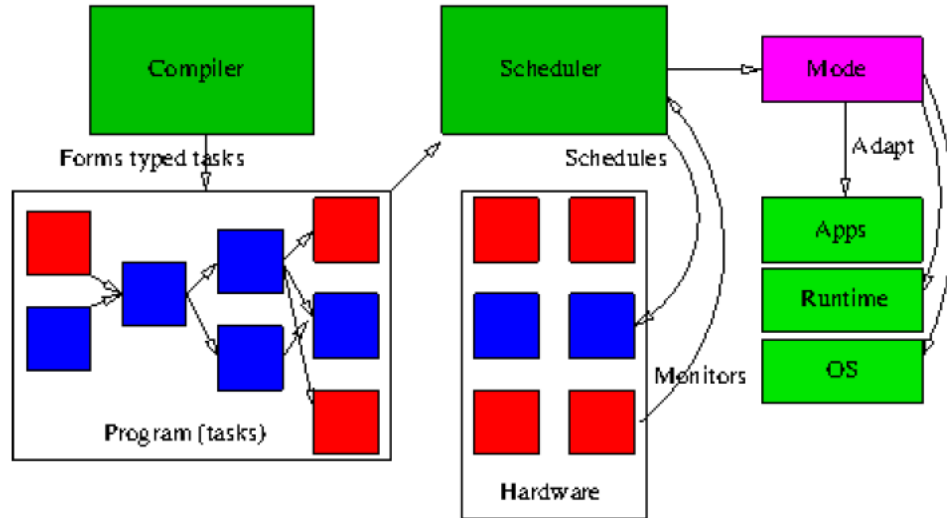 Compiler
Scheduler
Mode
Forms typed tasks
Schedules
Adapt
Apps
Runtime
OS
Monitors
Program (tasks)
Hardware